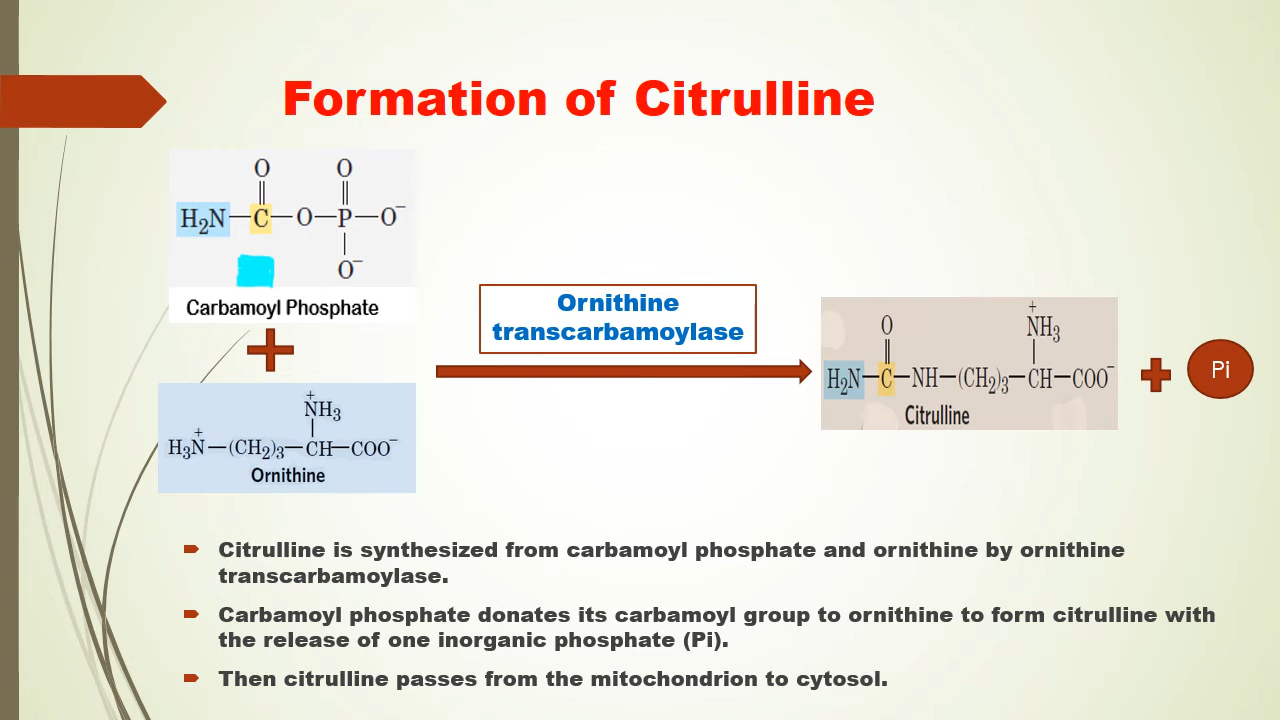 Formation of Citrulline
O O
H₂N—C—O—P—O⁻
O⁻
Carbamoyl Phosphate
+
NH₃
+
H₃N—(CH₂)₃—CH—COO⁻
Ornithine
Ornithine
transcarbamoylase
+
O NH₃
H₂N—C—NH—(CH₂)₃—CH—COO⁻
Citrulline
Pi
Citrulline is synthesized from carbamoyl phosphate and ornithine by ornithine
transcarbamoylase.
Carbamoyl phosphate donates its carbamoyl group to ornithine to form citrulline with
the release of one inorganic phosphate (Pi).
Then citrulline passes from the mitochondrion to cytosol.